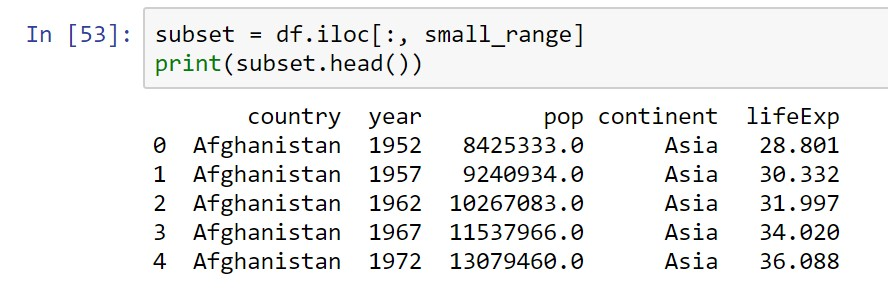 In [53]: subset = df.iloc[:, small_range]
print(subset.head())
country year pop continent lifeExp
0 Afghanistan 1952 8425333.0 Asia 28.801
1 Afghanistan 1957 9240934.0 Asia 30.332
2 Afghanistan 1962 10267083.0 Asia 31.997
3 Afghanistan 1967 11537966.0 Asia 34.020
4 Afghanistan 1972 13079460.0 Asia 36.088